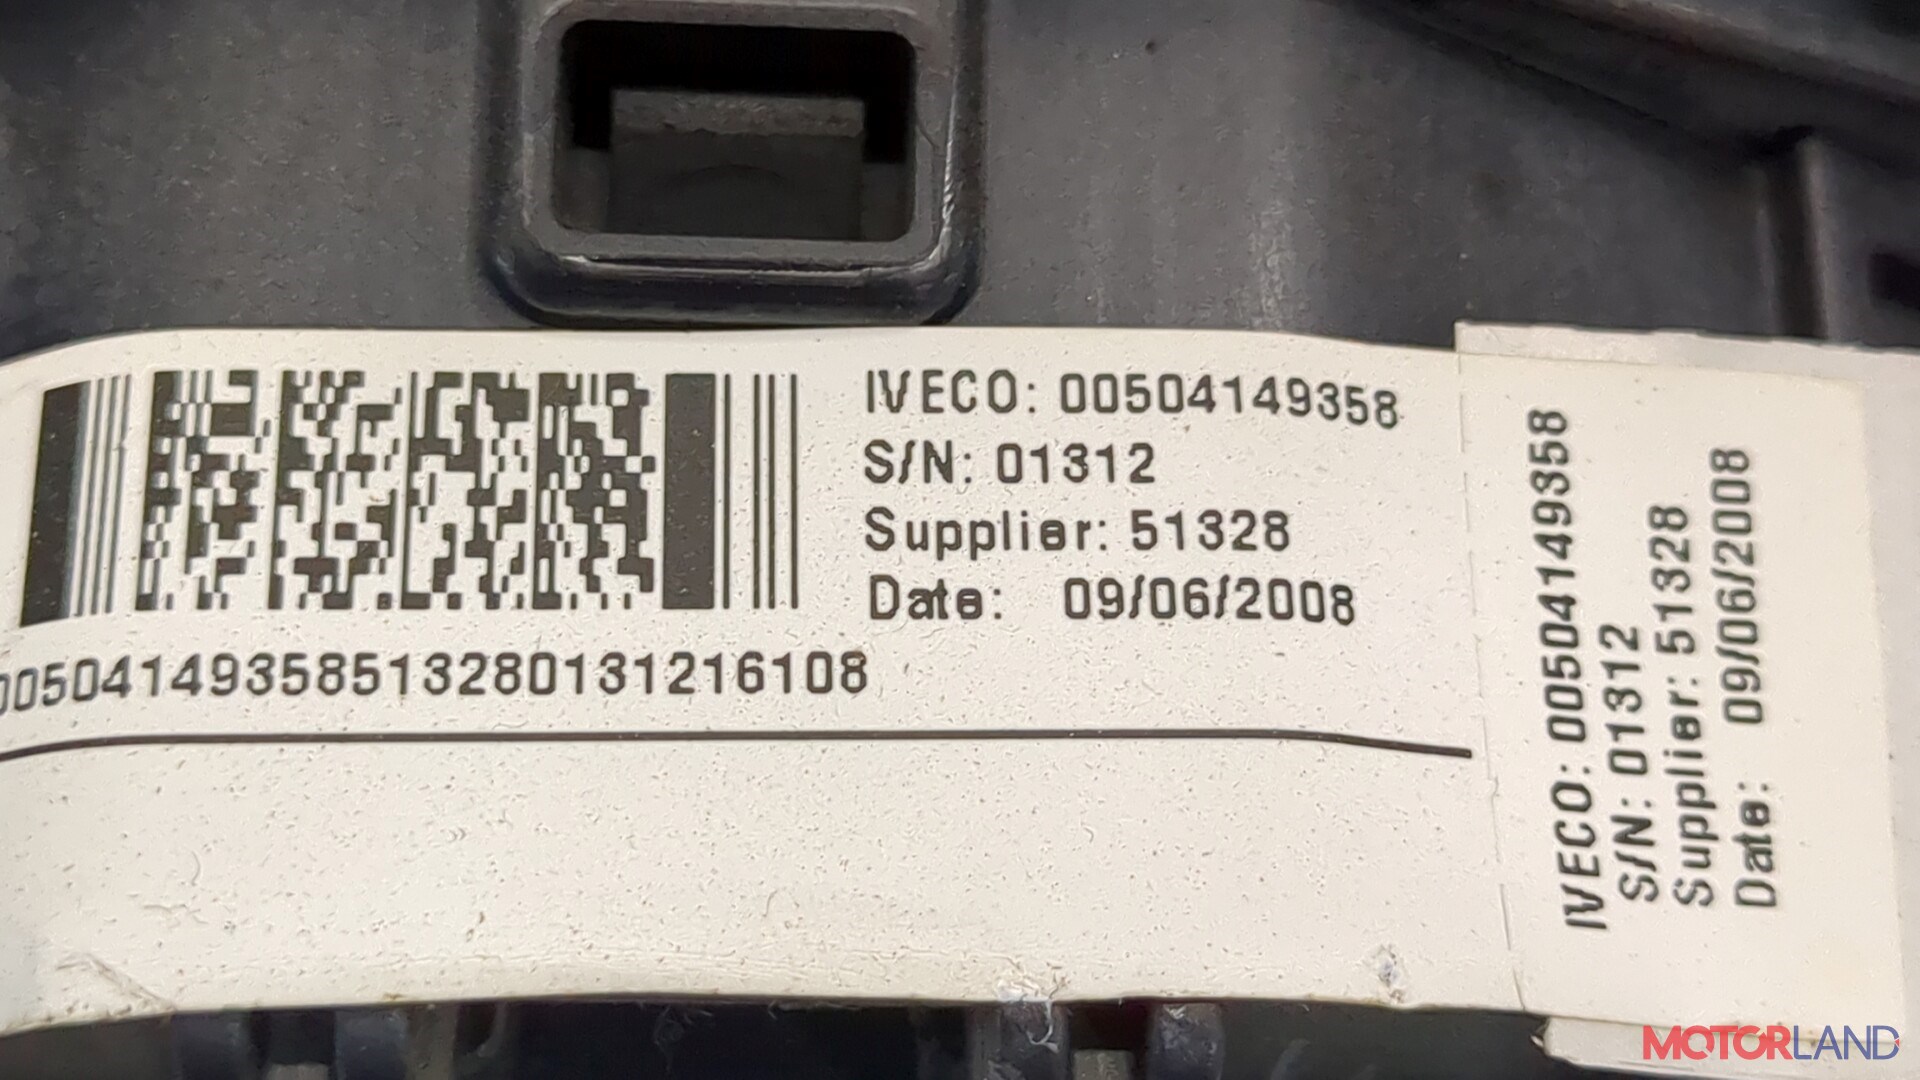 IVECO: 00504149358
S/N: 01312
Supplier: 51328
Date: 09/06/2008
00504149358513280131216108
IVECO: 00504149358
S/N: 01312
Supplier: 51328
Date: 09/06/2008
MOTORLAND